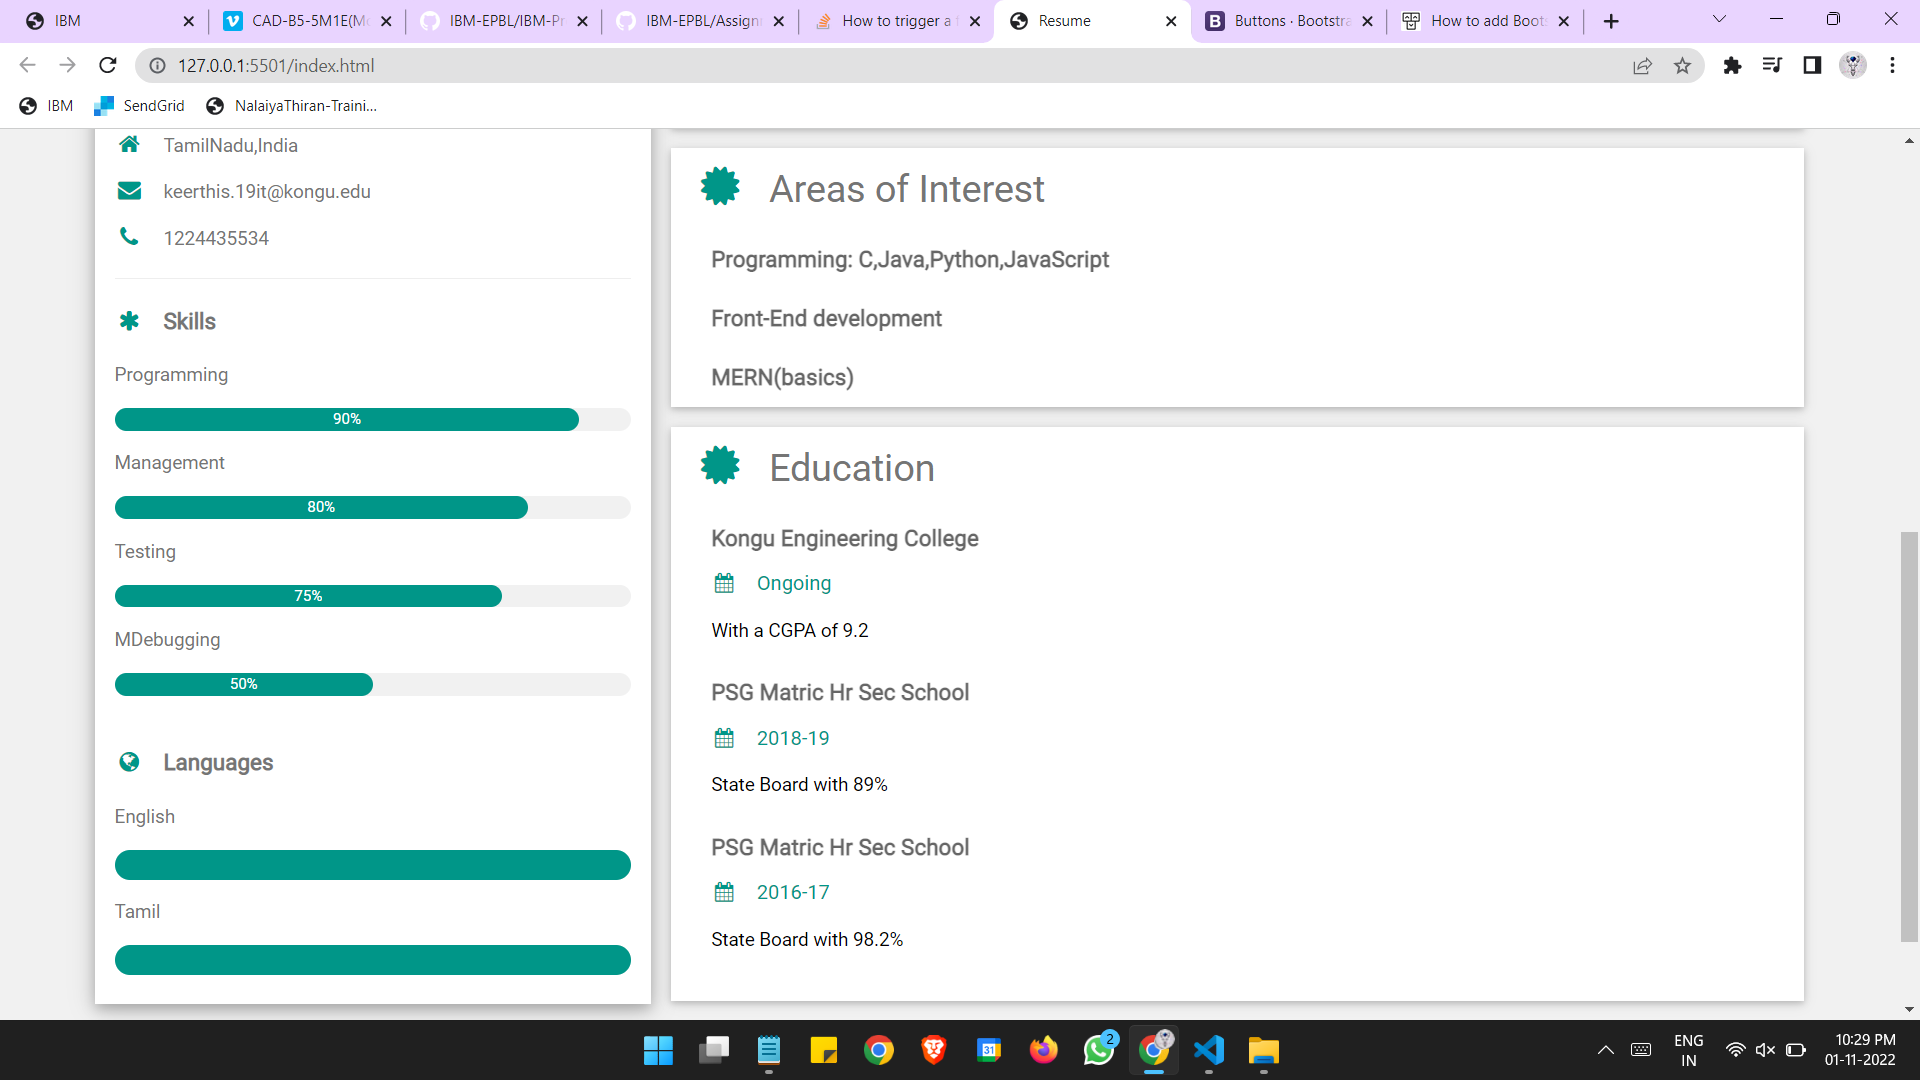 IBM
CAD-B5-5M1E(Mo
IBM-EPBL/IBM-Pr
IBM-EPBL/Assign
How to trigger a
Resume
Buttons · Bootstra
How to add Boots
127.0.0.1:5501/index.html
IBM
SendGrid
NalaiyaThiran-Traini...
TamilNadu,India
keerthis.19it@kongu.edu
1224435534
Skills
Programming
90%
Management
80%
Testing
75%
MDebugging
50%
Languages
English
Tamil
Areas of Interest
Programming: C,Java,Python,JavaScript
Front-End development
MERN(basics)
Education
Kongu Engineering College
Ongoing
With a CGPA of 9.2
PSG Matric Hr Sec School
2018-19
State Board with 89%
PSG Matric Hr Sec School
2016-17
State Board with 98.2%
31
2
ENG
IN
10:29 PM
01-11-2022